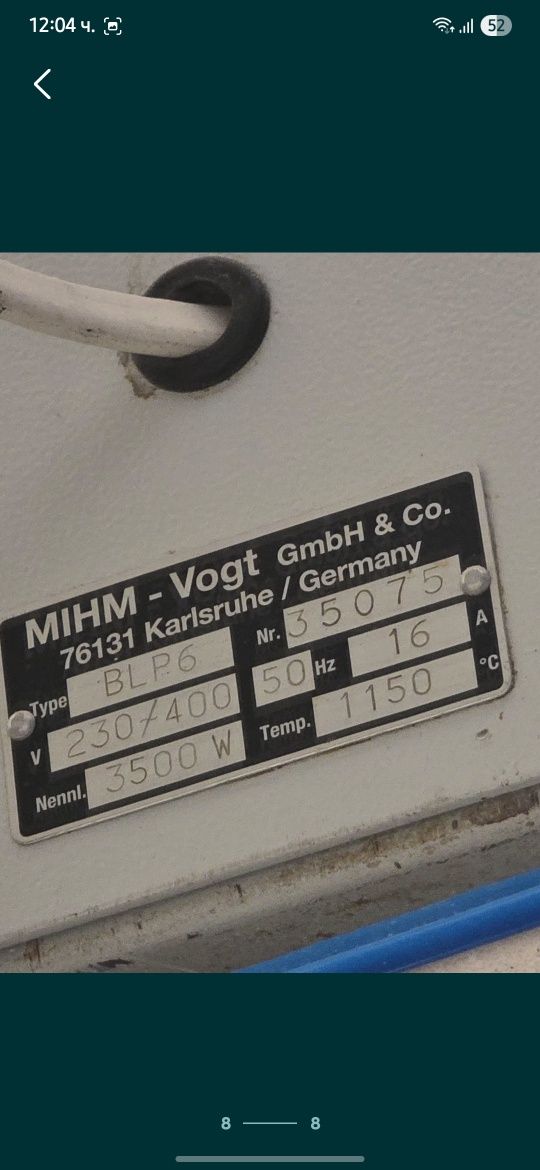 12:04 ч.
52
MIHM - Vogt GmbH & Co.
76131 Karlsruhe / Germany
Type BLP6 Nr. 35075
V 230/400 50 Hz 16 A
Nennl. 3500 W Temp. 1150 °C
8 8